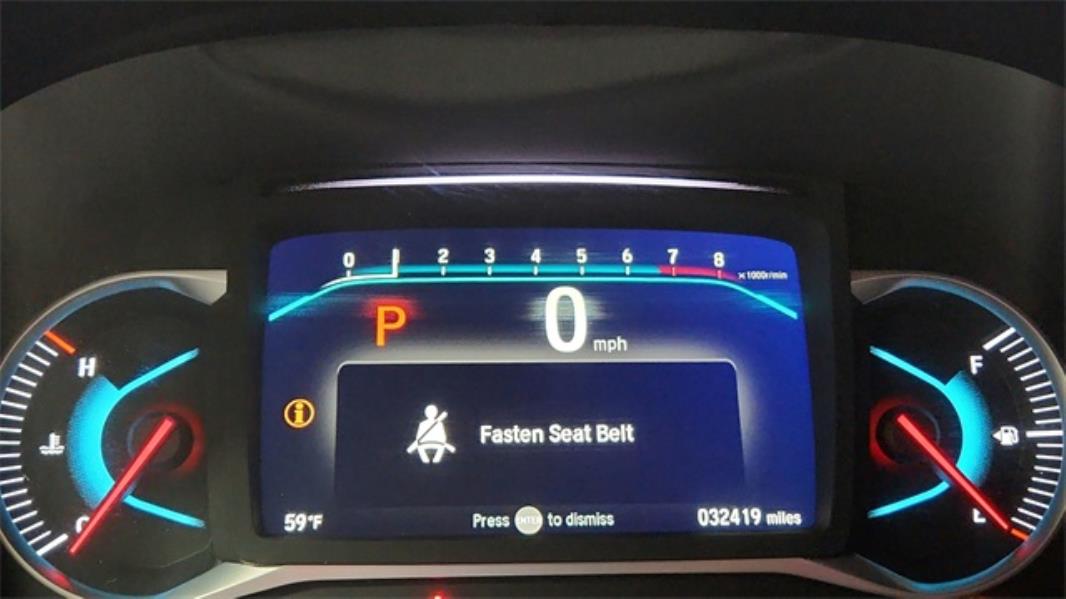 0 1 2 3 4 5 6 7 8 ×1000r/min
P 0 mph
H
F
Fasten Seat Belt
C
E
59°F Press ENTER to dismiss 032419 miles